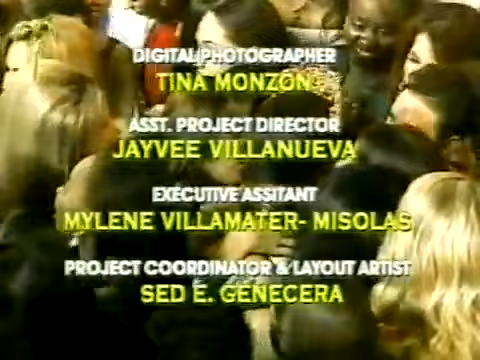 DIGITAL PHOTOGRAPHER
TINA MONZON
ASST. PROJECT DIRECTOR
JAYVEE VILLANUEVA
EXECUTIVE ASSITANT
MYLENE VILLAMATER- MISOLAS
PROJECT COORDINATOR & LAYOUT ARTIST
SED E. GENECERA